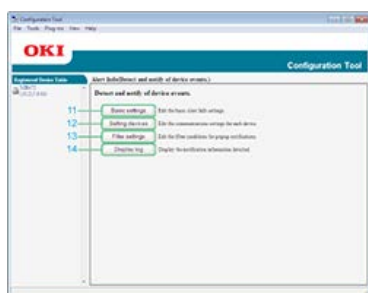 Configuration Tool
File Tools Plug-ins View Help
OKI
Configuration Tool
Registered Device Table
Alert Info(Detect and notify of device events.)
Detect and notify of device events.
11 Basic settings Edit the basic Alert Info settings.
12 Setting devices Edit the communications settings for each device.
13 Filter settings Edit the filter conditions for popup notifications.
14 Display log Display the notification information detected.